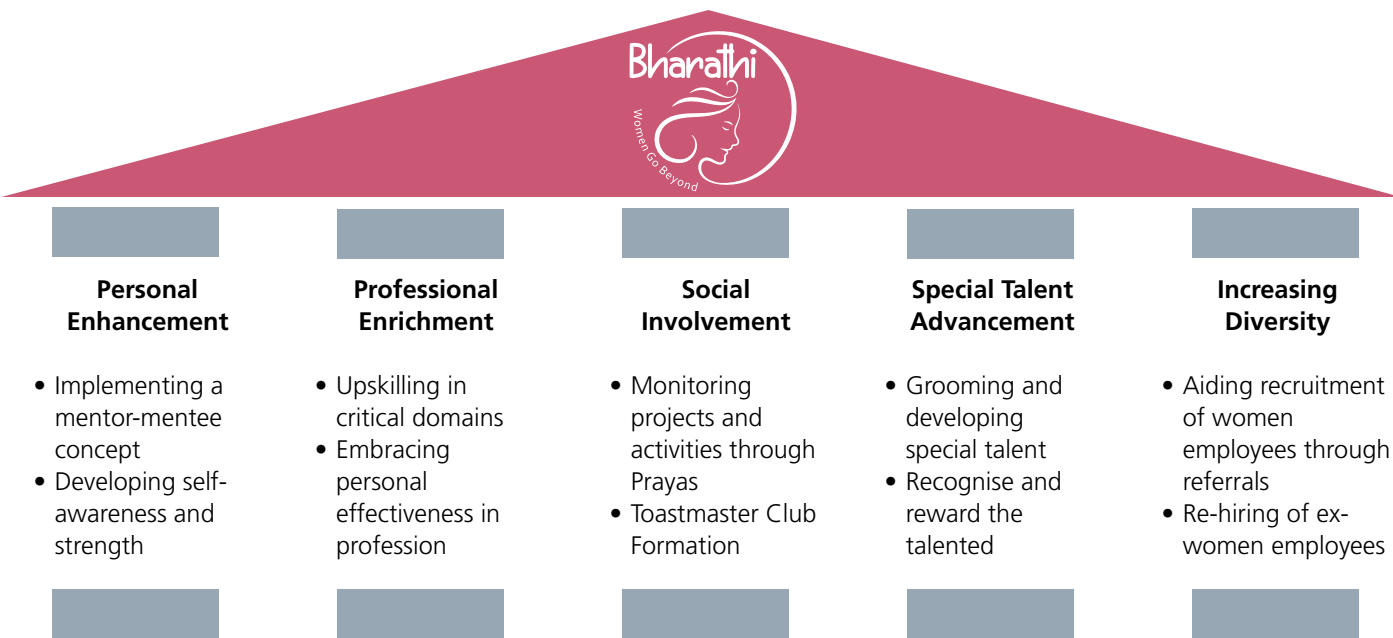 Bharathi
Women Go Beyond
Personal
Enhancement
• Implementing a
mentor-mentee
concept
• Developing self-
awareness and
strength
Professional
Enrichment
• Upskilling in
critical domains
• Embracing
personal
effectiveness in
profession
Social
Involvement
• Monitoring
projects and
activities through
Prayas
• Toastmaster Club
Formation
Special Talent
Advancement
• Grooming and
developing
special talent
• Recognise and
reward the
talented
Increasing
Diversity
• Aiding recruitment
of women
employees through
referrals
• Re-hiring of ex-
women employees